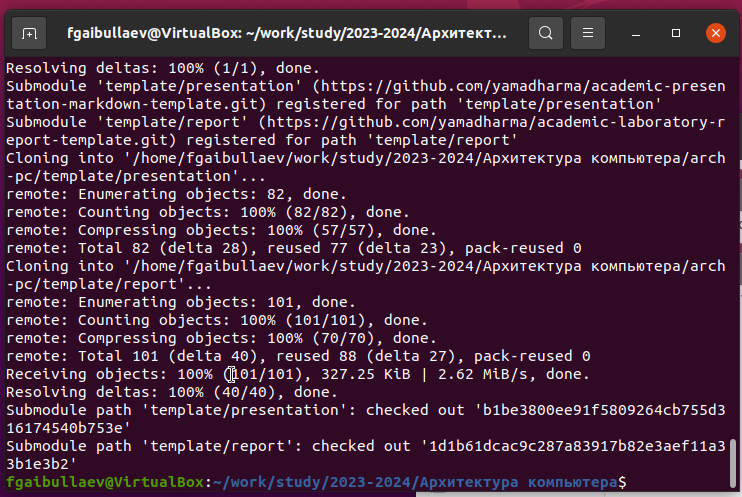 fgaibullaev@VirtualBox: ~/work/study/2023-2024/Архитект...
Resolving deltas: 100% (1/1), done.
Submodule 'template/presentation' (https://github.com/yamadharma/academic-presen
tation-markdown-template.git) registered for path 'template/presentation'
Submodule 'template/report' (https://github.com/yamadharma/academic-laboratory-r
eport-template.git) registered for path 'template/report'
Cloning into '/home/fgaibullaev/work/study/2023-2024/Архитектура компьютера/arch
-pc/template/presentation'...
remote: Enumerating objects: 82, done.
remote: Counting objects: 100% (82/82), done.
remote: Compressing objects: 100% (57/57), done.
remote: Total 82 (delta 28), reused 77 (delta 23), pack-reused 0
Cloning into '/home/fgaibullaev/work/study/2023-2024/Архитектура компьютера/arch
-pc/template/report'...
remote: Enumerating objects: 101, done.
remote: Counting objects: 100% (101/101), done.
remote: Compressing objects: 100% (70/70), done.
remote: Total 101 (delta 40), reused 88 (delta 27), pack-reused 0
Receiving objects: 100% (101/101), 327.25 KiB | 2.62 MiB/s, done.
Resolving deltas: 100% (40/40), done.
Submodule path 'template/presentation': checked out 'b1be3800ee91f5809264cb755d3
16174540b753e'
Submodule path 'template/report': checked out '1d1b61dcac9c287a83917b82e3aef11a3
3b1e3b2'
fgaibullaev@VirtualBox:~/work/study/2023-2024/Архитектура компьютера$